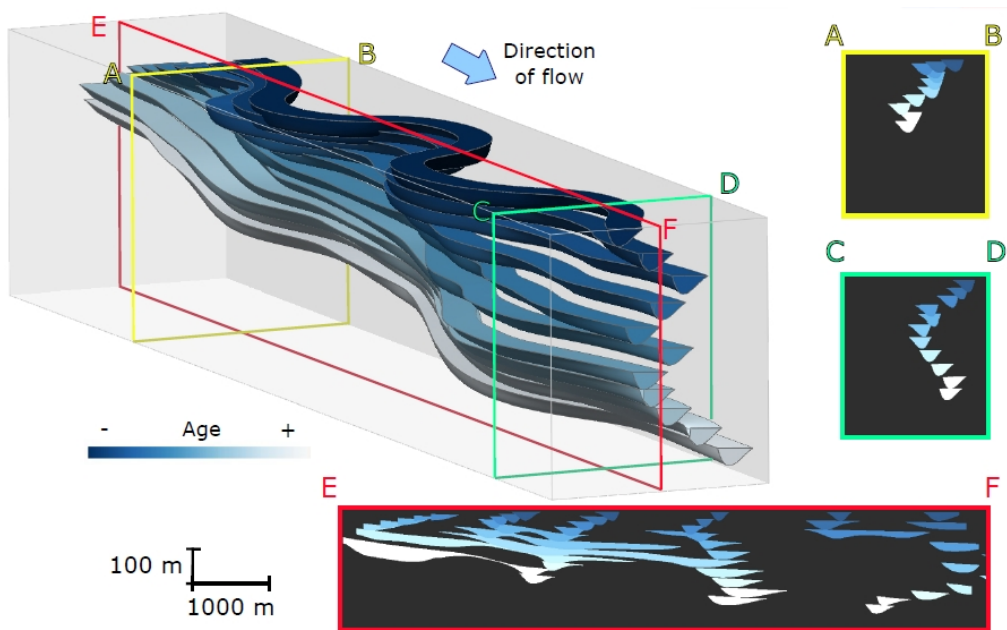 E
A
B
Direction
of flow
A B
C
D
F
C D
- Age +
E F
100 m
1000 m